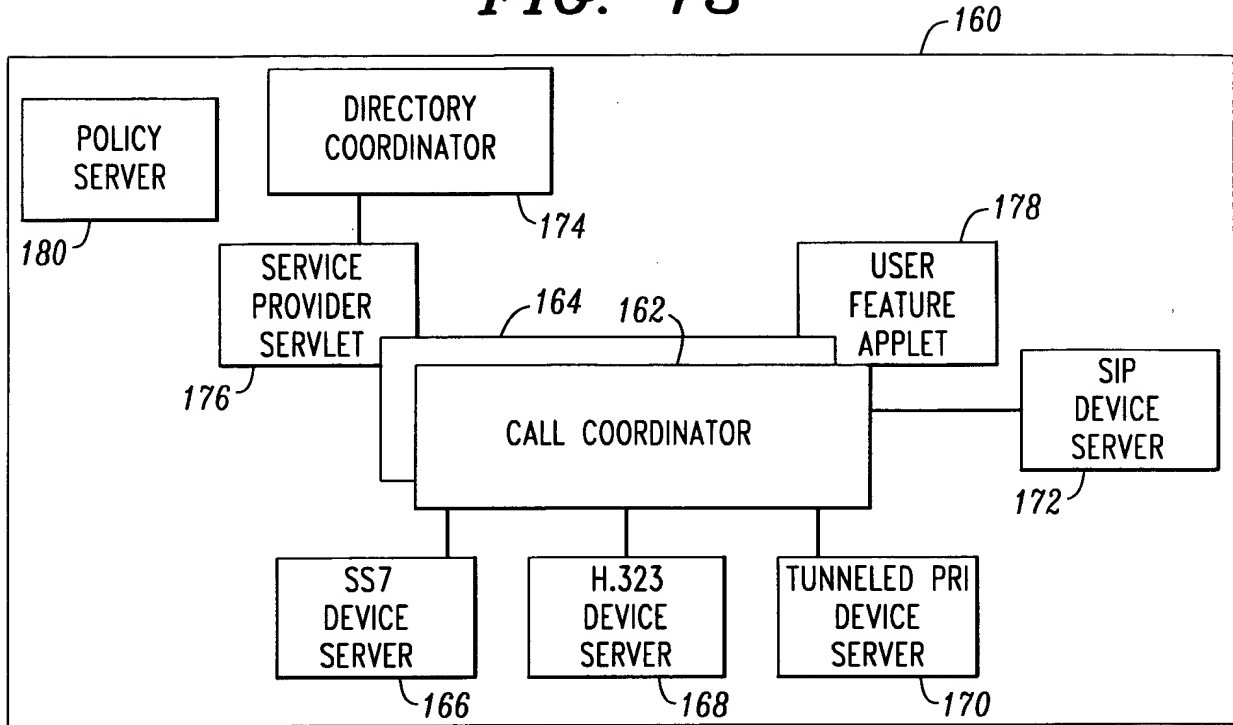 160
POLICY
SERVER
180
DIRECTORY
COORDINATOR
174
SERVICE
PROVIDER
SERVLET
176
164
162
178
USER
FEATURE
APPLET
CALL COORDINATOR
SIP
DEVICE
SERVER
172
SS7
DEVICE
SERVER
166
H.323
DEVICE
SERVER
168
TUNNELED PRI
DEVICE
SERVER
170